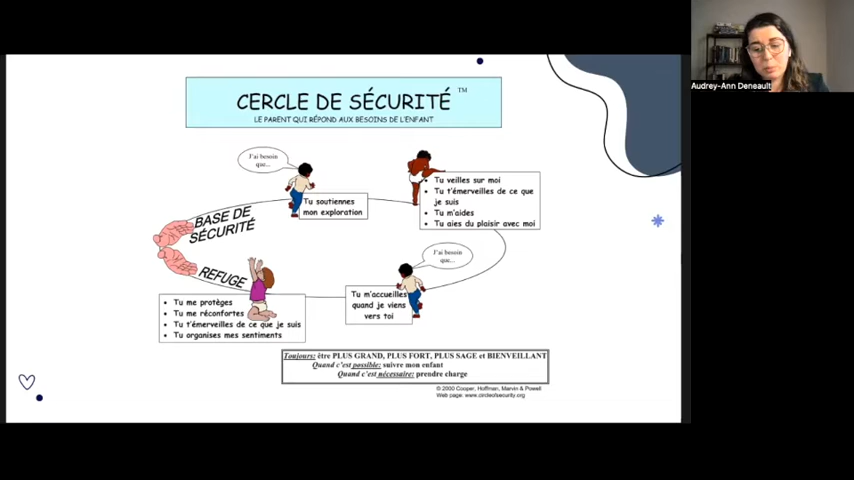 CERCLE DE SÉCURITÉ TM
LE PARENT QUI RÉPOND AUX BESOINS DE L'ENFANT
J'ai besoin
que...
Tu soutiennes
mon exploration
• Tu veilles sur moi
• Tu t'émerveilles de ce que
je suis
• Tu m'aides
• Tu aies du plaisir avec moi
BASE DE
SÉCURITÉ
J'ai besoin
que...
REFUGE
Tu m'accueilles
quand je viens
vers toi
• Tu me protèges
• Tu me réconfortes
• Tu t'émerveilles de ce que je suis
• Tu organises mes sentiments
Toujours: être PLUS GRAND, PLUS FORT, PLUS SAGE et BIENVEILLANT
Quand c'est possible: suivre mon enfant
Quand c'est nécessaire: prendre charge
© 2000 Cooper, Hoffman, Marvin & Powell
Web page: www.circleofsecurity.org
Audrey-Ann Deneault